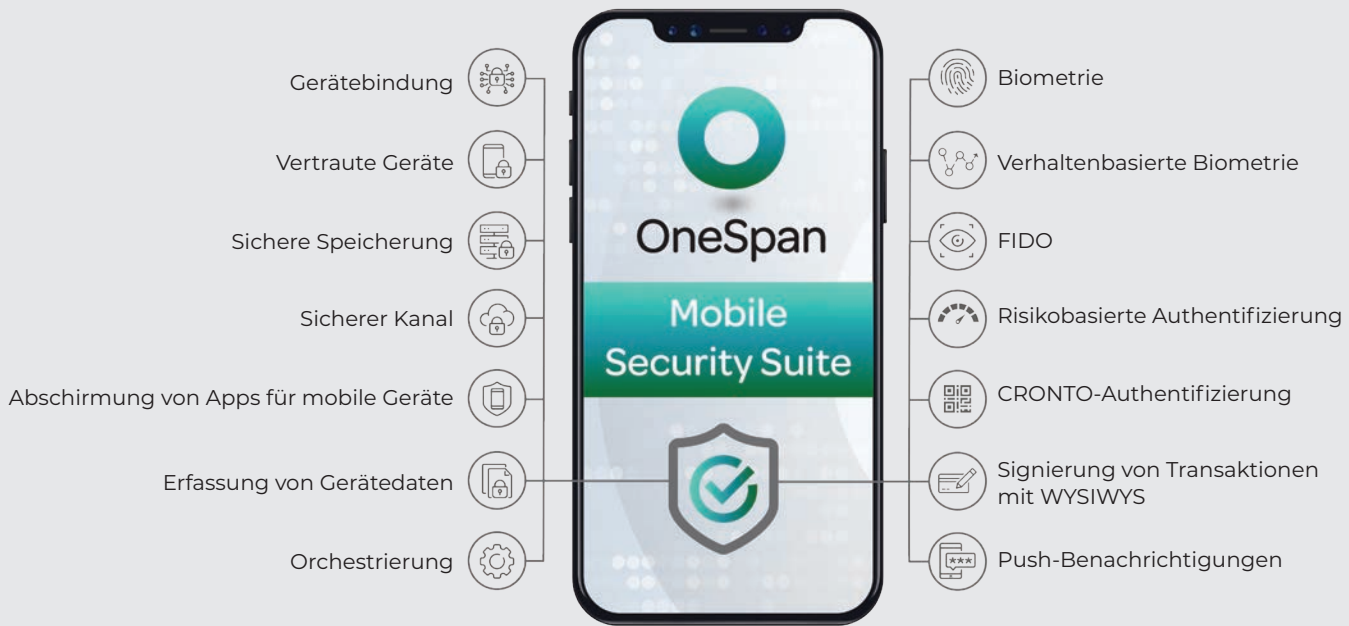 Gerätebindung
Vertraute Geräte
Sichere Speicherung
Sicherer Kanal
Abschirmung von Apps für mobile Geräte
Erfassung von Gerätedaten
Orchestrierung
OneSpan
Mobile
Security Suite
Biometrie
Verhaltenbasierte Biometrie
FIDO
Risikobasierte Authentifizierung
CRONTO-Authentifizierung
Signierung von Transaktionen
mit WYSIWYS
***
Push-Benachrichtigungen